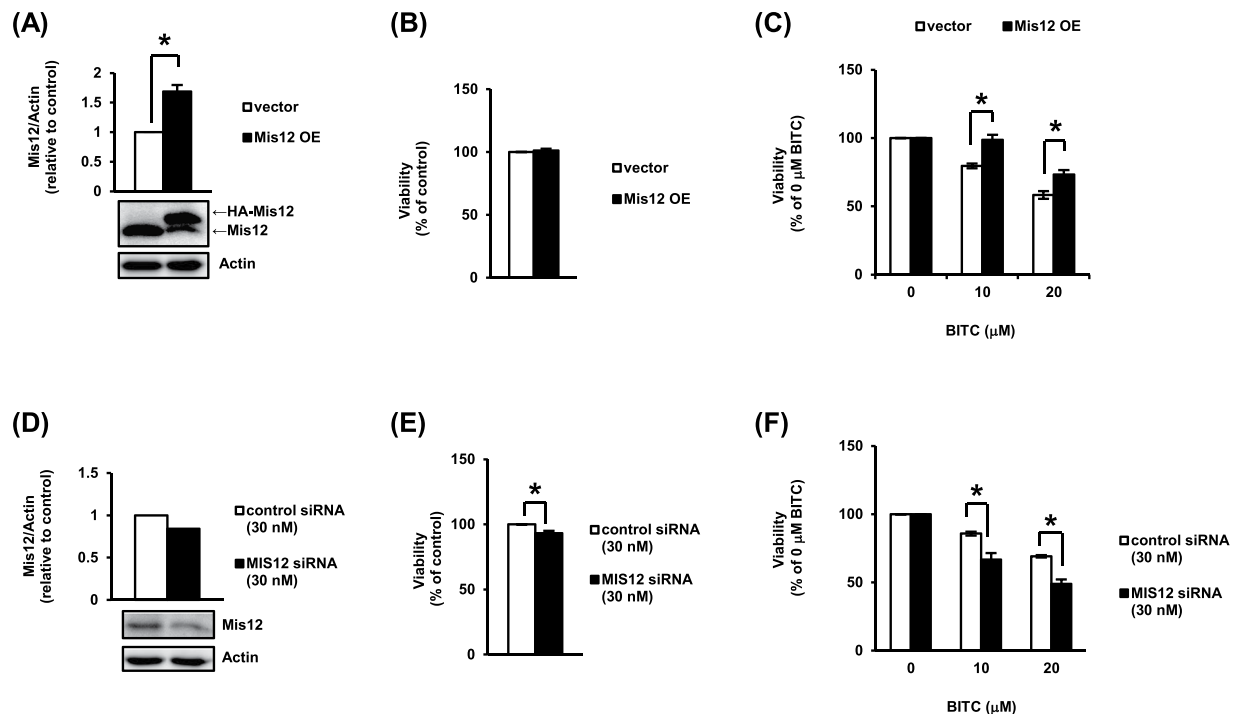 (A)
*
Mis12/Actin
(relative to control)
2
1.5
1
0.5
0
vector
Mis12 OE
←HA-Mis12
←Mis12
Actin
(B)
Viability
(% of control)
150
100
50
0
vector
Mis12 OE
(C)
vector
Mis12 OE
Viability
(% of 0 μM BITC)
150
100
50
0
*
*
0 10 20
BITC (μM)
(D)
Mis12/Actin
(relative to control)
1.5
1
0.5
0
control siRNA
(30 nM)
MIS12 siRNA
(30 nM)
Mis12
Actin
(E)
Viability
(% of control)
150
100
50
0
*
control siRNA
(30 nM)
MIS12 siRNA
(30 nM)
(F)
Viability
(% of 0 μM BITC)
150
100
50
0
*
*
0 10 20
BITC (μM)
control siRNA
(30 nM)
MIS12 siRNA
(30 nM)